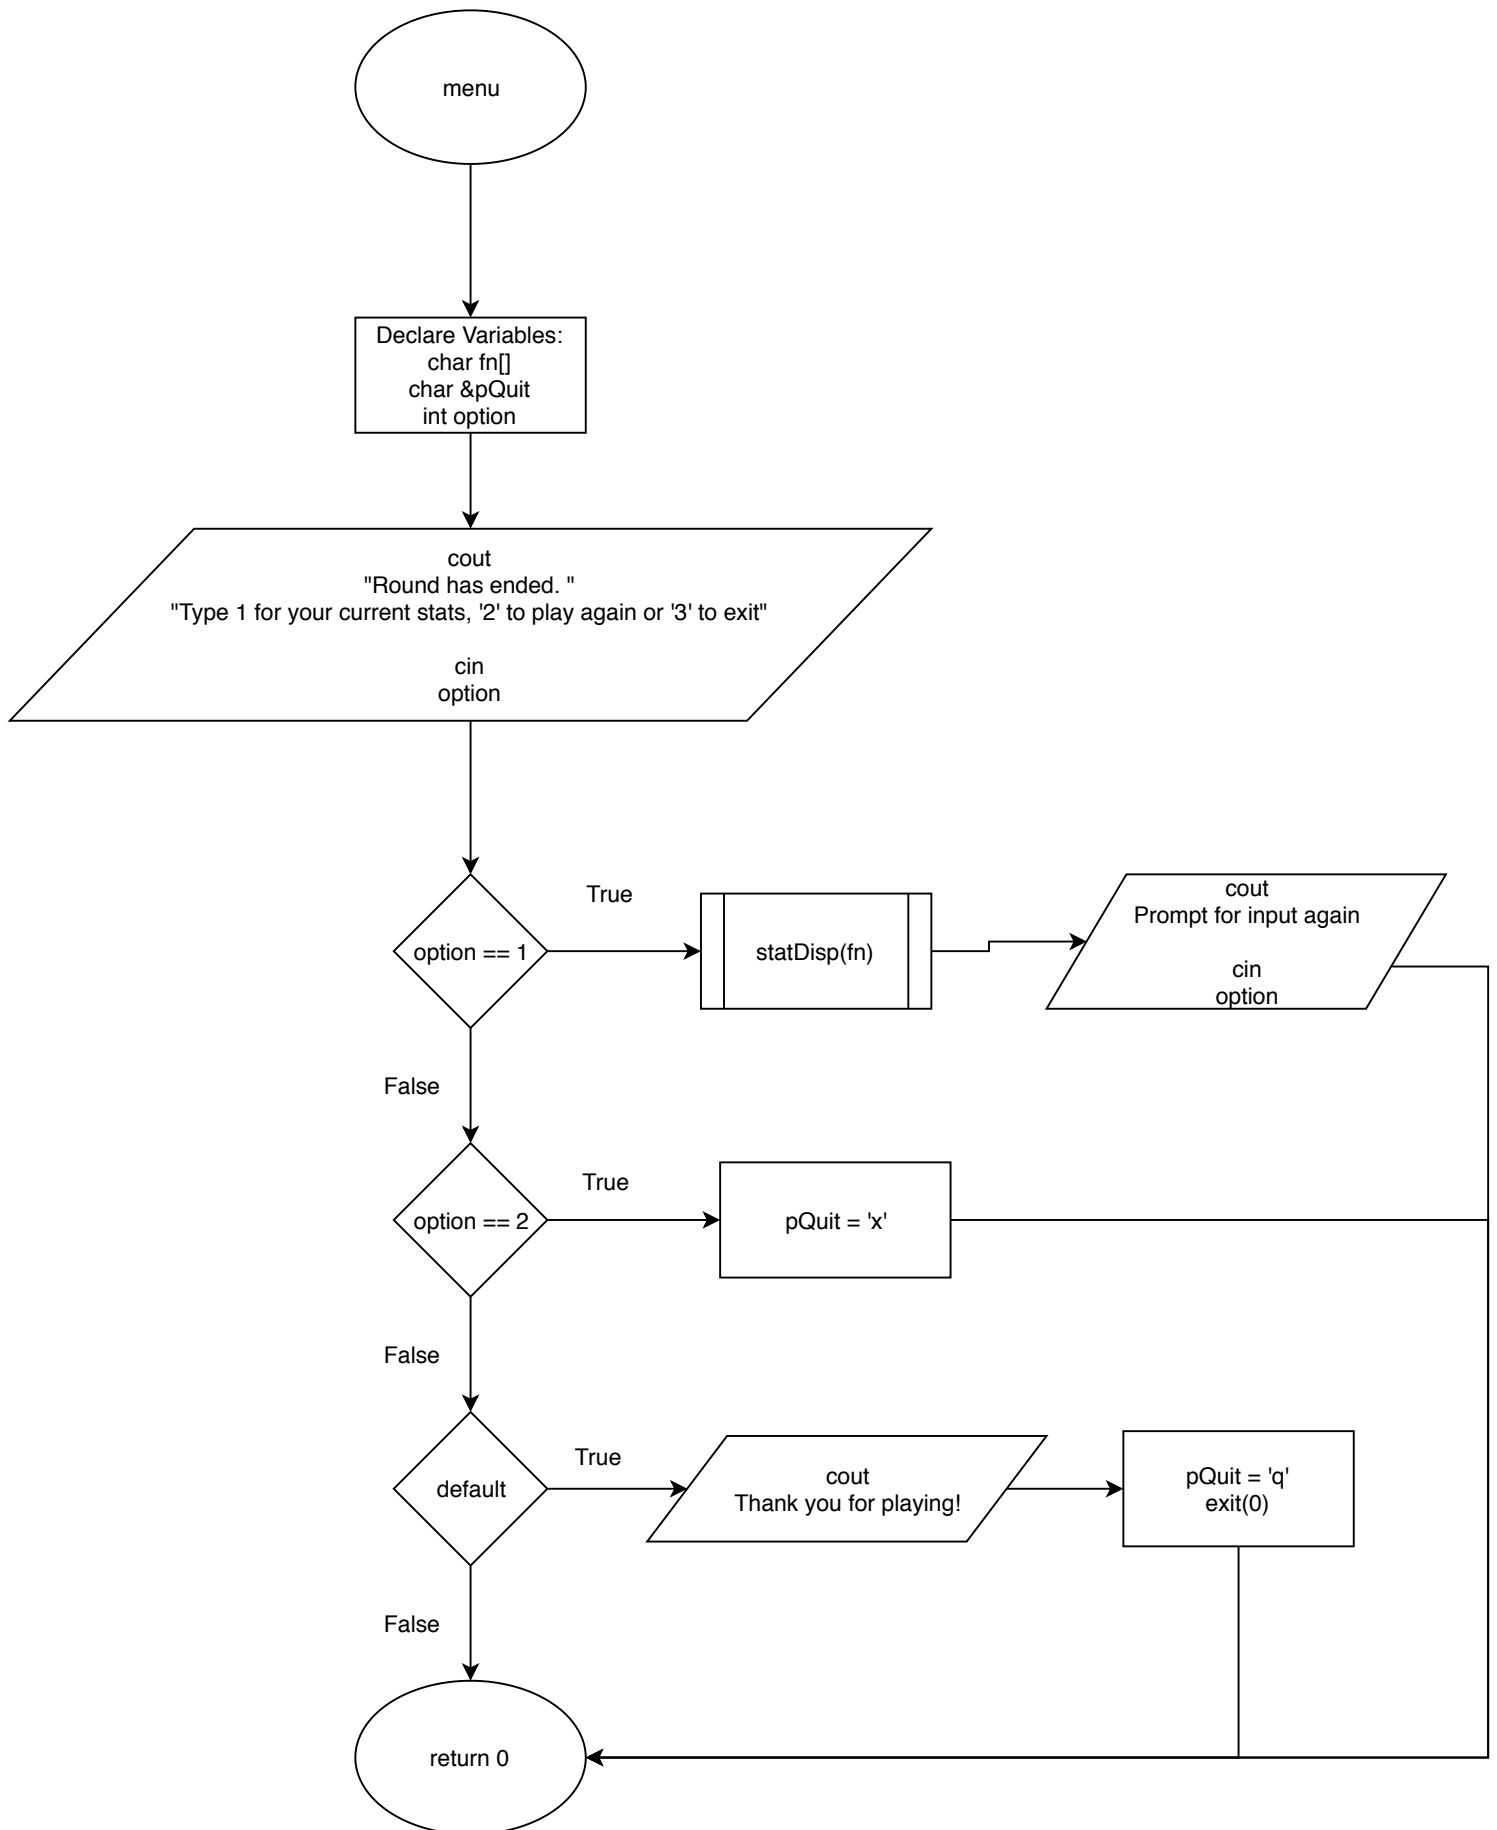 menu
Declare Variables:
char fn[]
char &pQuit
int option
cout
"Round has ended. "
"Type 1 for your current stats, '2' to play again or '3' to exit"
cin
option
option == 1
True
statDisp(fn)
cout
Prompt for input again
cin
option
False
option == 2
True
pQuit = 'x'
False
default
True
cout
Thank you for playing!
pQuit = 'q'
exit(0)
False
return 0